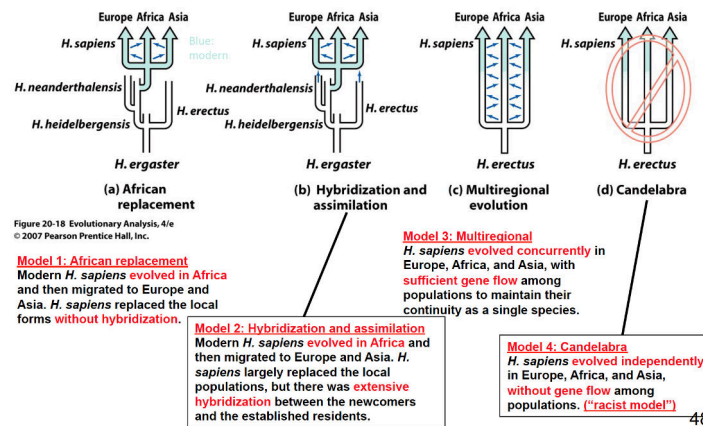 Europe Africa Asia
H. sapiens
Blue:
modern
H. neanderthalensis
H. erectus
H. heidelbergensis
H. ergaster
(a) African
replacement
Europe Africa Asia
H. sapiens
H. neanderthalensis
H. erectus
H. heidelbergensis
H. ergaster
(b) Hybridization and
assimilation
Europe Africa Asia
H. sapiens
H. erectus
(c) Multiregional
evolution
Europe Africa Asia
H. sapiens
H. erectus
(d) Candelabra
Figure 20-18 Evolutionary Analysis, 4/e
© 2007 Pearson Prentice Hall, Inc.
Model 1: African replacement
Modern H. sapiens evolved in Africa
and then migrated to Europe and
Asia. H. sapiens replaced the local
forms without hybridization.
Model 2: Hybridization and assimilation
Modern H. sapiens evolved in Africa and
then migrated to Europe and Asia. H.
sapiens largely replaced the local
populations, but there was extensive
hybridization between the newcomers
and the established residents.
Model 3: Multiregional
H. sapiens evolved concurrently in
Europe, Africa, and Asia, with
sufficient gene flow among
populations to maintain their
continuity as a single species.
Model 4: Candelabra
H. sapiens evolved independently
in Europe, Africa, and Asia,
without gene flow among
populations. ("racist model")
48